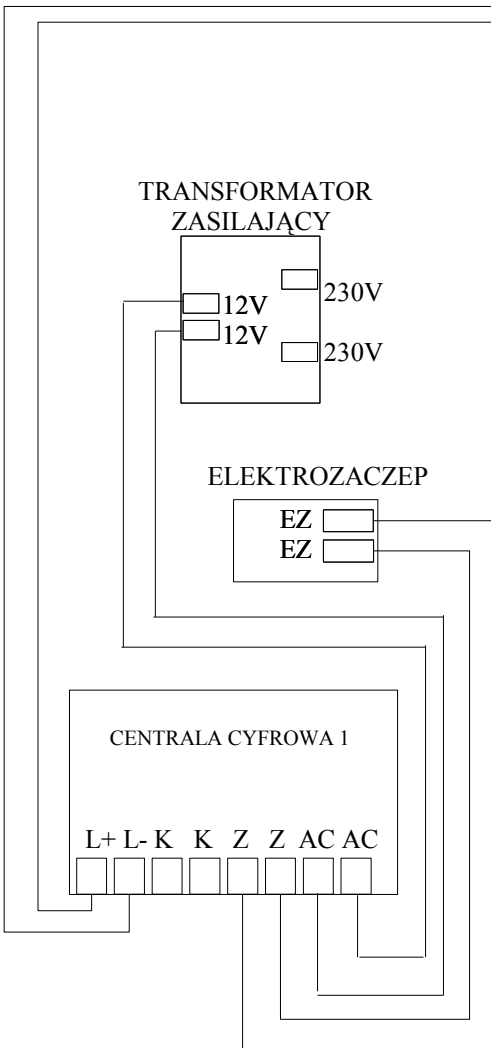 TRANSFORMATOR
ZASILAJĄCY
230V
12V
12V
230V
ELEKTROZACZEP
EZ
EZ
CENTRALA CYFROWA 1
L+ L- K K Z Z AC AC